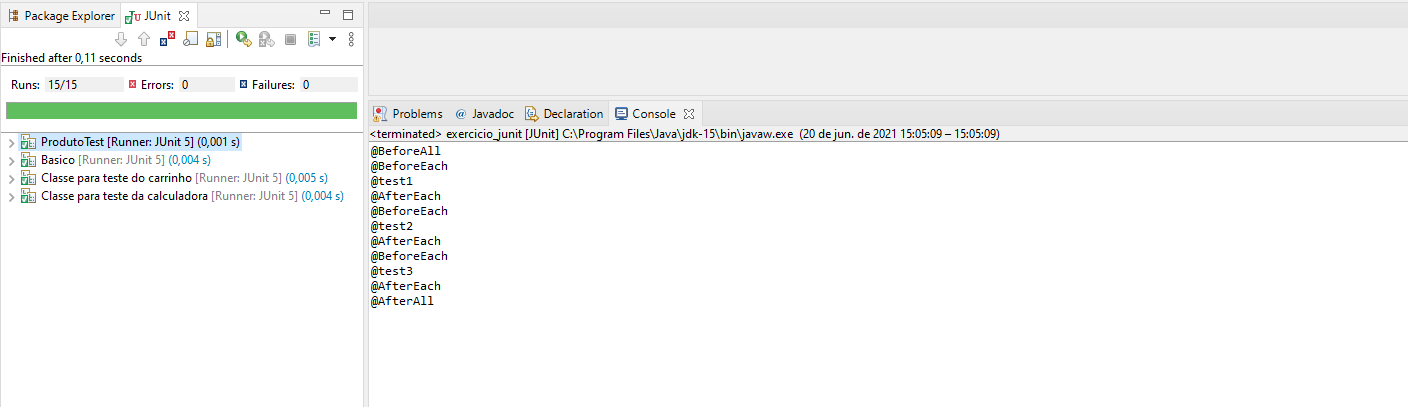 Package Explorer JUnit
Finished after 0,11 seconds
Runs: 15/15 Errors: 0 Failures: 0
ProdutoTest [Runner: JUnit 5] (0,001 s)
Basico [Runner: JUnit 5] (0,004 s)
Classe para teste do carrinho [Runner: JUnit 5] (0,005 s)
Classe para teste da calculadora [Runner: JUnit 5] (0,004 s)
Problems @ Javadoc Declaration Console
<terminated> exercicio_junit [JUnit] C:\Program Files\Java\jdk-15\bin\javaw.exe (20 de jun. de 2021 15:05:09 – 15:05:09)
@BeforeAll
@BeforeEach
@test1
@AfterEach
@BeforeEach
@test2
@AfterEach
@BeforeEach
@test3
@AfterEach
@AfterAll